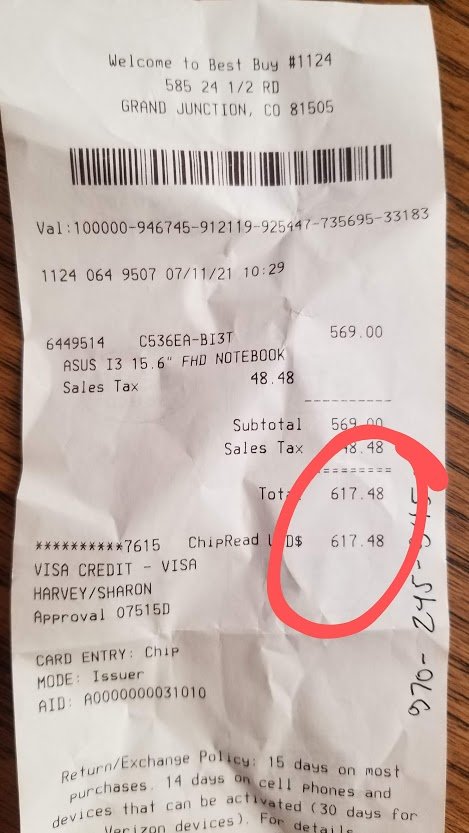 Welcome to Best Buy #1124
585 24 1/2 RD
GRAND JUNCTION, CO 81505
Val:100000-946745-912119-925447-735695-33183
1124 064 9507 07/11/21 10:29
6449514 C536EA-BI3T 569.00
ASUS I3 15.6" FHD NOTEBOOK
Sales Tax 48.48
Subtotal 569.00
Sales Tax 48.48
========
Total 617.48
**********7615 ChipRead USD$ 617.48
VISA CREDIT - VISA
HARVEY/SHARON
Approval 07515D
CARD ENTRY: Chip
MODE: Issuer
AID: A0000000031010
Return/Exchange Policy: 15 days on most
purchases. 14 days on cell phones and
devices that can be activated (30 days for
Verizon devices). For details
970-245-